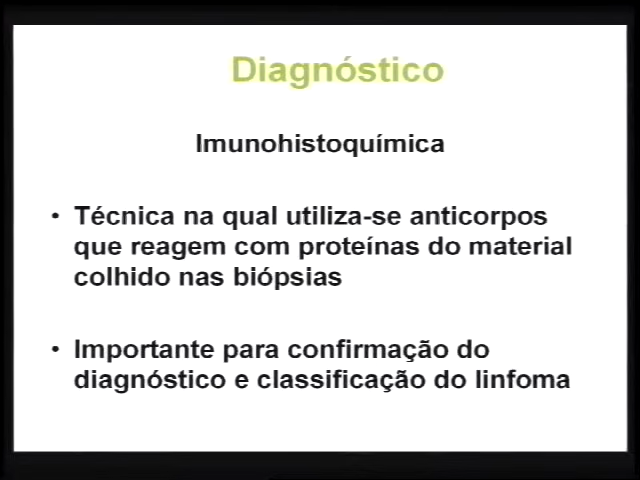 Diagnóstico
Imunohistoquímica
• Técnica na qual utiliza-se anticorpos
que reagem com proteínas do material
colhido nas biópsias
• Importante para confirmação do
diagnóstico e classificação do linfoma